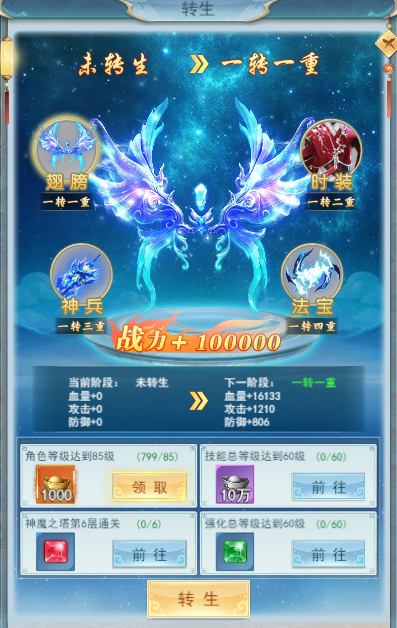 转生
未转生 》 一转一重
翅膀
一转一重
时装
一转二重
神兵
一转三重
法宝
一转四重
战力+100000
当前阶段： 未转生
血量+0
攻击+0
防御+0
下一阶段： 一转一重
血量+16133
攻击+1210
防御+806
角色等级达到85级 (799/85)
1000
领取
技能总等级达到60级 (0/60)
10万
前往
神魔之塔第6层通关 (0/6)
前往
强化总等级达到60级 (0/60)
前往
转生